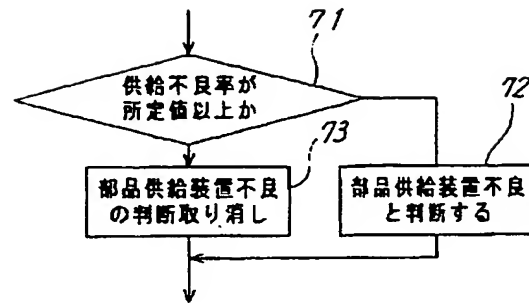 71
供給不良率が
所定値以上か
73
部品供給装置不良
の判断取り消し
72
部品供給装置不良
と判断する